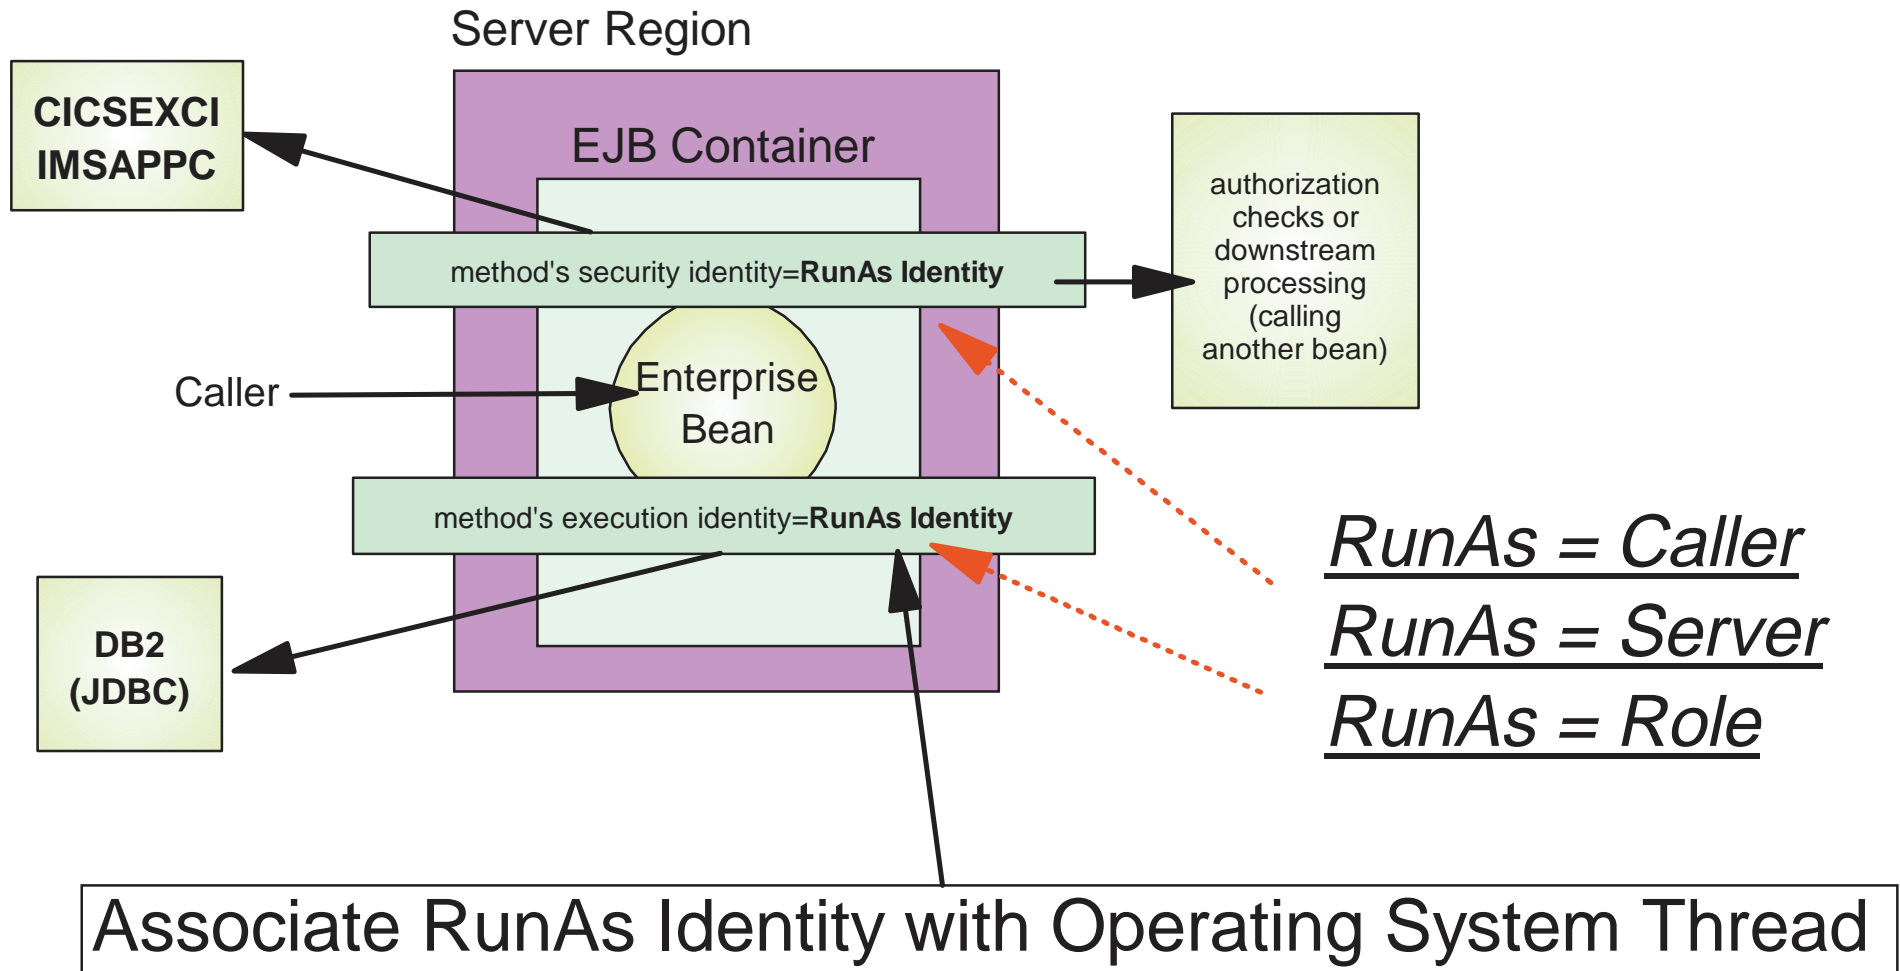 Server Region
CICSEXCI
IMSAPPC
EJB Container
authorization
checks or
downstream
processing
(calling
another bean)
method's security identity=RunAs Identity
Caller
Enterprise
Bean
method's execution identity=RunAs Identity
RunAs = Caller
RunAs = Server
RunAs = Role
DB2
(JDBC)
Associate RunAs Identity with Operating System Thread